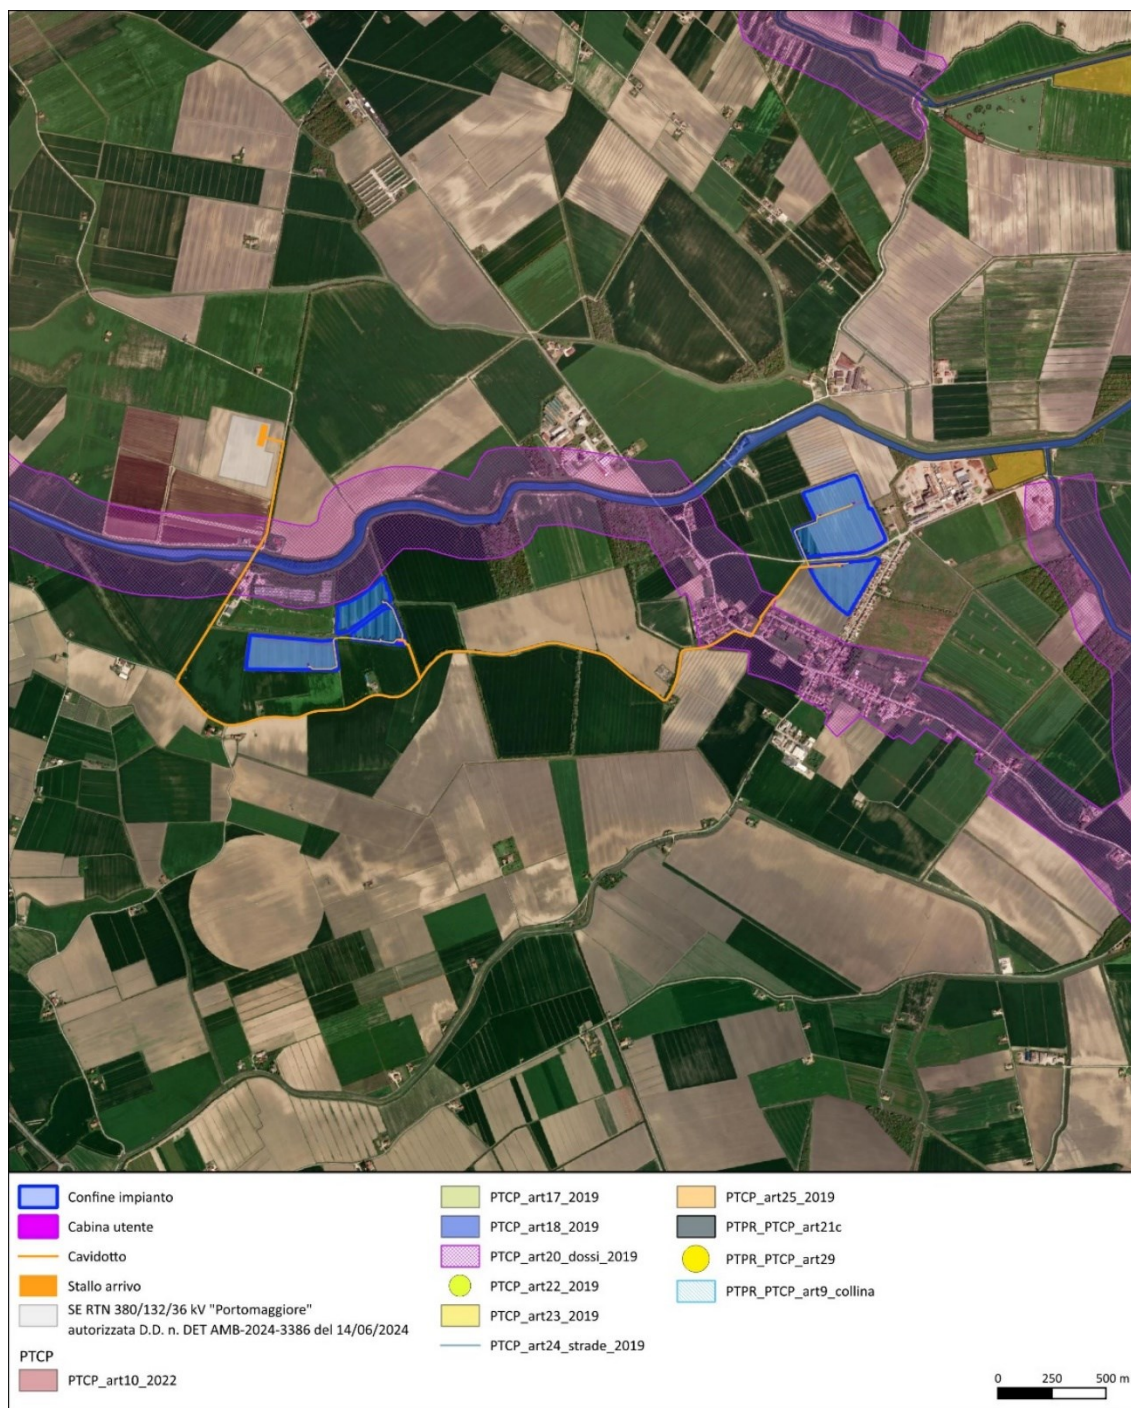 Confine impianto
Cabina utente
Cavidotto
Stallo arrivo
SE RTN 380/132/36 kV "Portomaggiore"
autorizzata D.D. n. DET AMB-2024-3386 del 14/06/2024
PTCP
PTCP_art10_2022
PTCP_art17_2019
PTCP_art18_2019
PTCP_art20_dossi_2019
PTCP_art22_2019
PTCP_art23_2019
PTCP_art24_strade_2019
PTCP_art25_2019
PTPR_PTCP_art21c
PTPR_PTCP_art29
PTPR_PTCP_art9_collina
0 250 500 m